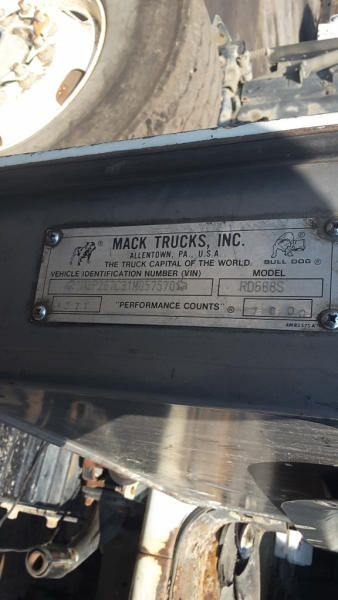 MACK TRUCKS, INC.
ALLENTOWN, PA., U.S.A.
THE TRUCK CAPITAL OF THE WORLD.
BULL DOG ®
VEHICLE IDENTIFICATION NUMBER (VIN)
MODEL
RD688S
"PERFORMANCE COUNTS" ®